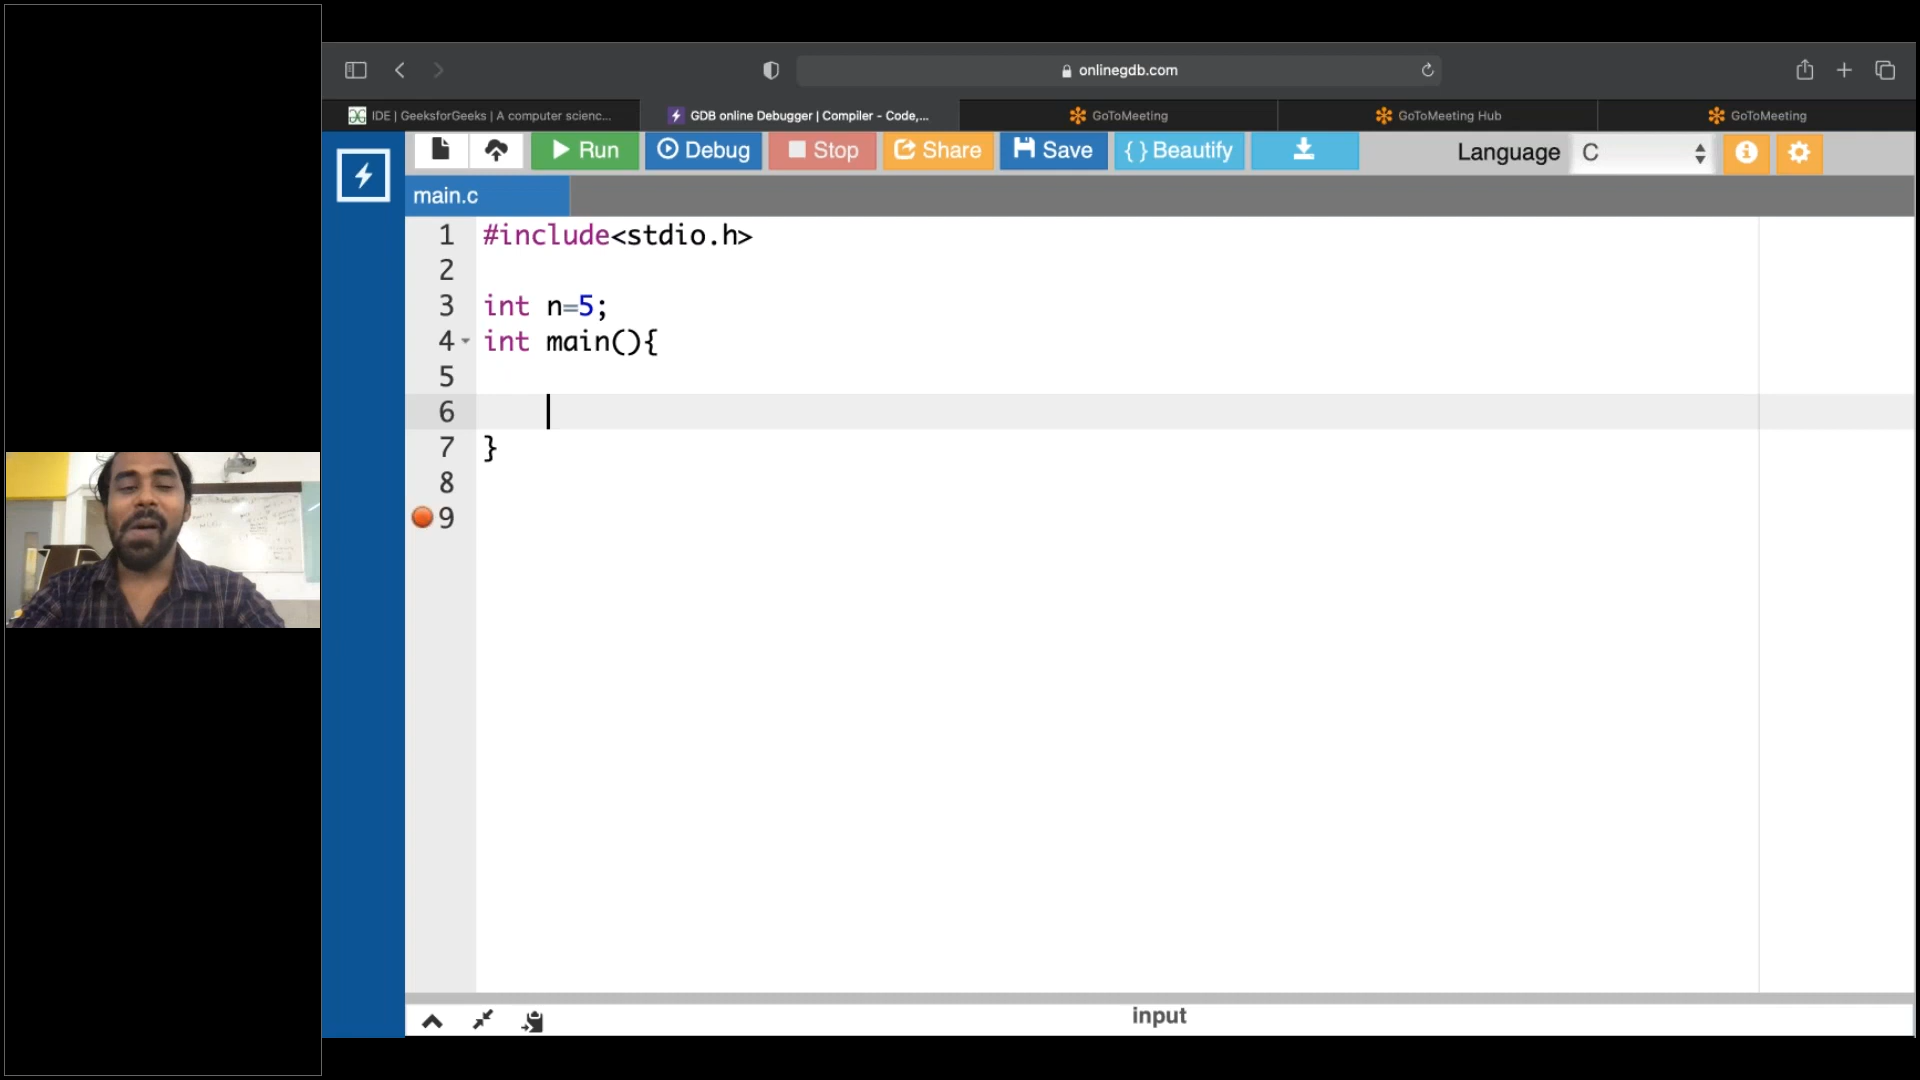 onlinegdb.com
IDE | GeeksforGeeks | A computer scienc...
GDB online Debugger | Compiler - Code,...
GoToMeeting
GoToMeeting Hub
GoToMeeting
Run
Debug
Stop
Share
Save
{ } Beautify
Language
C
main.c
1 #include<stdio.h>
2
3 int n=5;
4 int main(){
5
6
7 }
8
9
input